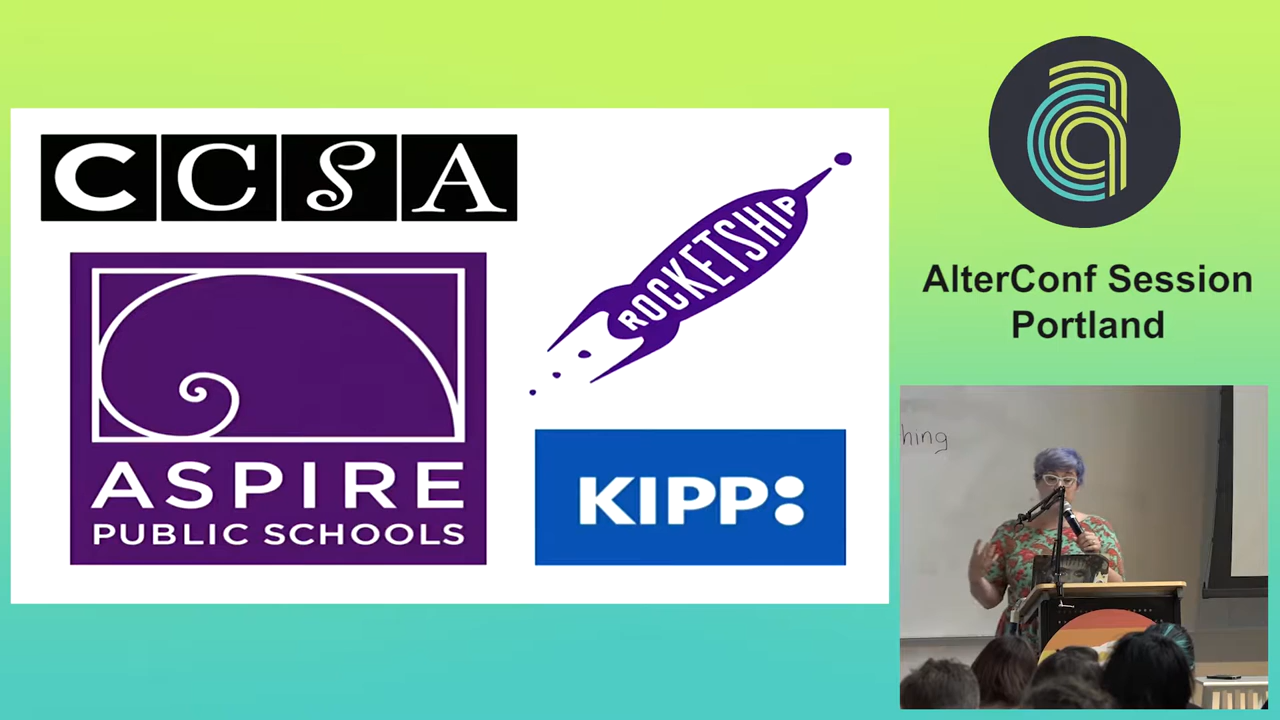 CCSA
ROCKETSHIP
ASPIRE
PUBLIC SCHOOLS
KIPP:
AlterConf Session
Portland
hing